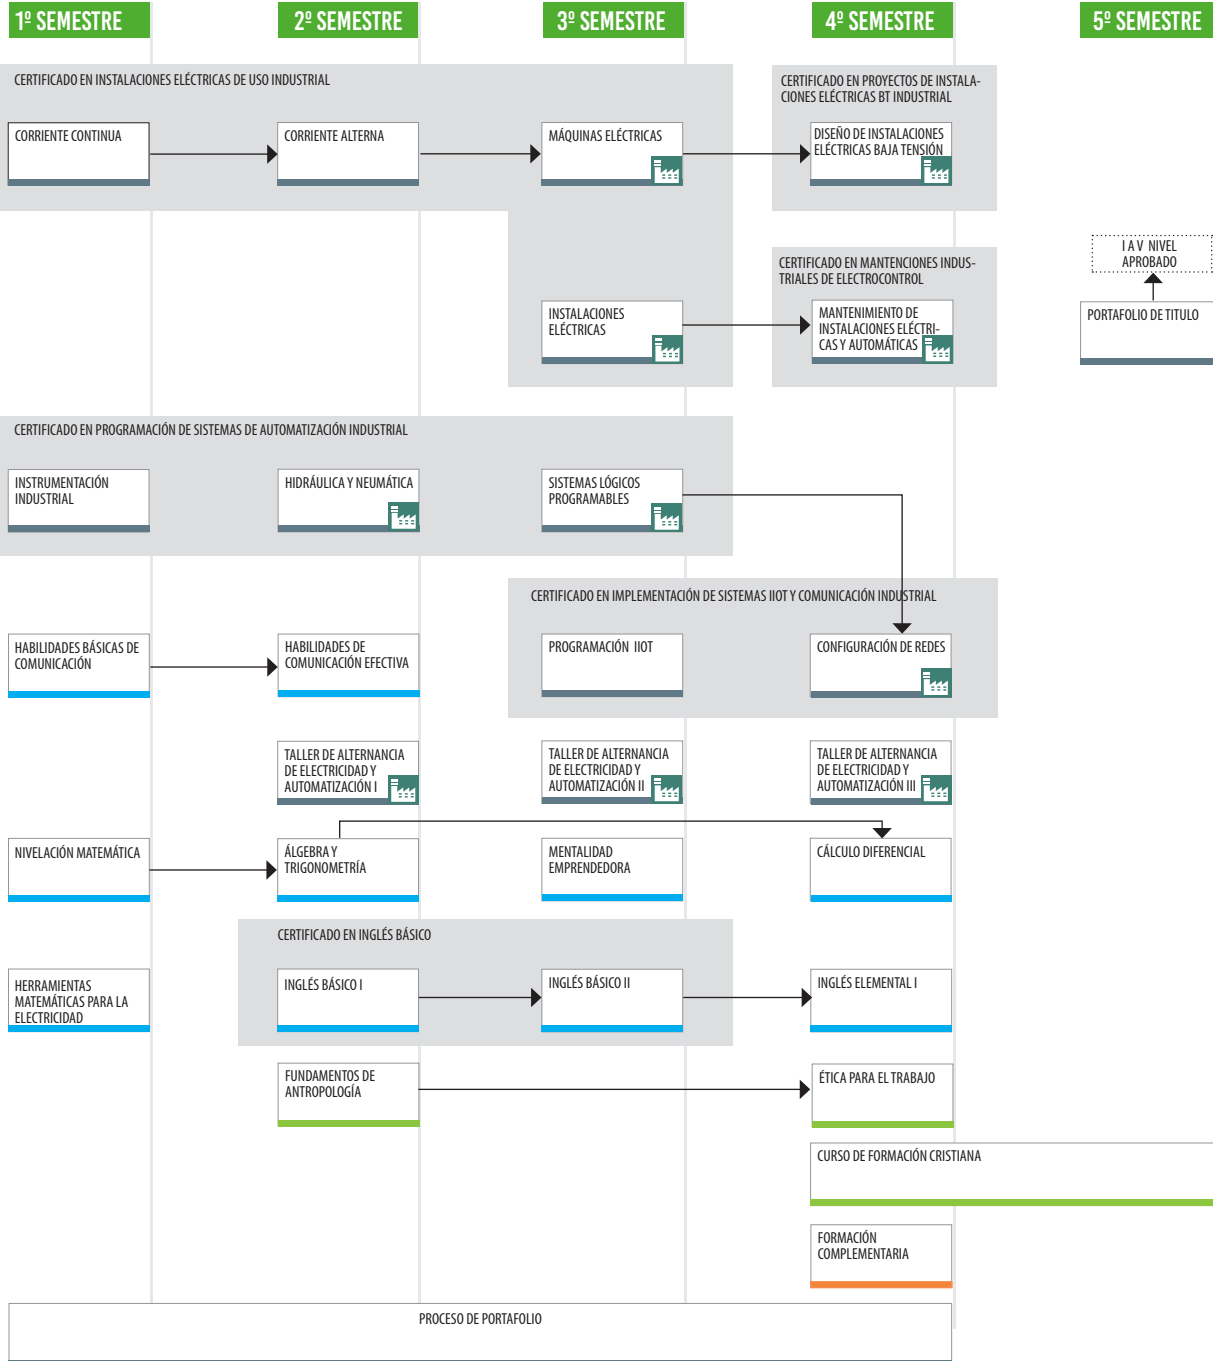 1º SEMESTRE
2º SEMESTRE
3º SEMESTRE
4º SEMESTRE
5º SEMESTRE
CERTIFICADO EN INSTALACIONES ELÉCTRICAS DE USO INDUSTRIAL
CERTIFICADO EN PROYECTOS DE INSTALA-
CIONES ELÉCTRICAS BT INDUSTRIAL
CORRIENTE CONTINUA
CORRIENTE ALTERNA
MÁQUINAS ELÉCTRICAS
DISEÑO DE INSTALACIONES
ELÉCTRICAS BAJA TENSIÓN
I A V NIVEL
APROBADO
CERTIFICADO EN MANTENCIONES INDUS-
TRIALES DE ELECTROCONTROL
INSTALACIONES
ELÉCTRICAS
MANTENIMIENTO DE
INSTALACIONES ELÉCTRI-
CAS Y AUTOMÁTICAS
PORTAFOLIO DE TITULO
CERTIFICADO EN PROGRAMACIÓN DE SISTEMAS DE AUTOMATIZACIÓN INDUSTRIAL
INSTRUMENTACIÓN
INDUSTRIAL
HIDRÁULICA Y NEUMÁTICA
SISTEMAS LÓGICOS
PROGRAMABLES
CERTIFICADO EN IMPLEMENTACIÓN DE SISTEMAS IIOT Y COMUNICACIÓN INDUSTRIAL
HABILIDADES BÁSICAS DE
COMUNICACIÓN
HABILIDADES DE
COMUNICACIÓN EFECTIVA
PROGRAMACIÓN IIOT
CONFIGURACIÓN DE REDES
TALLER DE ALTERNANCIA
DE ELECTRICIDAD Y
AUTOMATIZACIÓN I
TALLER DE ALTERNANCIA
DE ELECTRICIDAD Y
AUTOMATIZACIÓN II
TALLER DE ALTERNANCIA
DE ELECTRICIDAD Y
AUTOMATIZACIÓN III
NIVELACIÓN MATEMÁTICA
ÁLGEBRA Y
TRIGONOMETRÍA
MENTALIDAD
EMPRENDEDORA
CÁLCULO DIFERENCIAL
CERTIFICADO EN INGLÉS BÁSICO
HERRAMIENTAS
MATEMÁTICAS PARA LA
ELECTRICIDAD
INGLÉS BÁSICO I
INGLÉS BÁSICO II
INGLÉS ELEMENTAL I
FUNDAMENTOS DE
ANTROPOLOGÍA
ÉTICA PARA EL TRABAJO
CURSO DE FORMACIÓN CRISTIANA
FORMACIÓN
COMPLEMENTARIA
PROCESO DE PORTAFOLIO